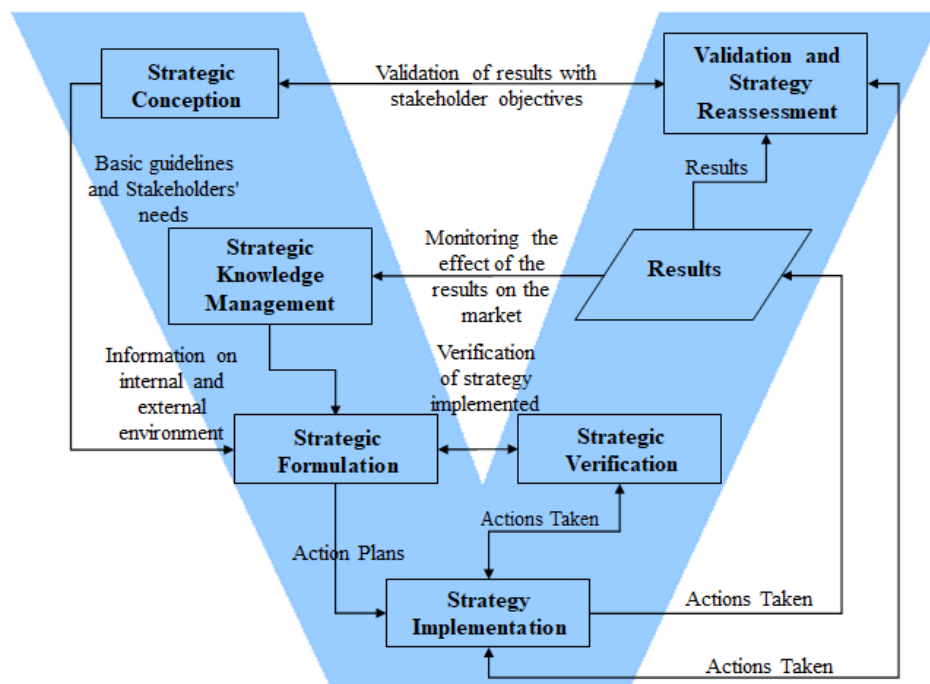 Strategic
Conception
Validation of results with
stakeholder objectives
Validation and
Strategy
Reassessment
Basic guidelines
and Stakeholders'
needs
Results
Strategic
Knowledge
Management
Monitoring the
effect of the
results on the
market
Results
Information on
internal and
external
environment
Verification
of strategy
implemented
Strategic
Formulation
Strategic
Verification
Actions Taken
Action Plans
Strategy
Implementation
Actions Taken
Actions Taken